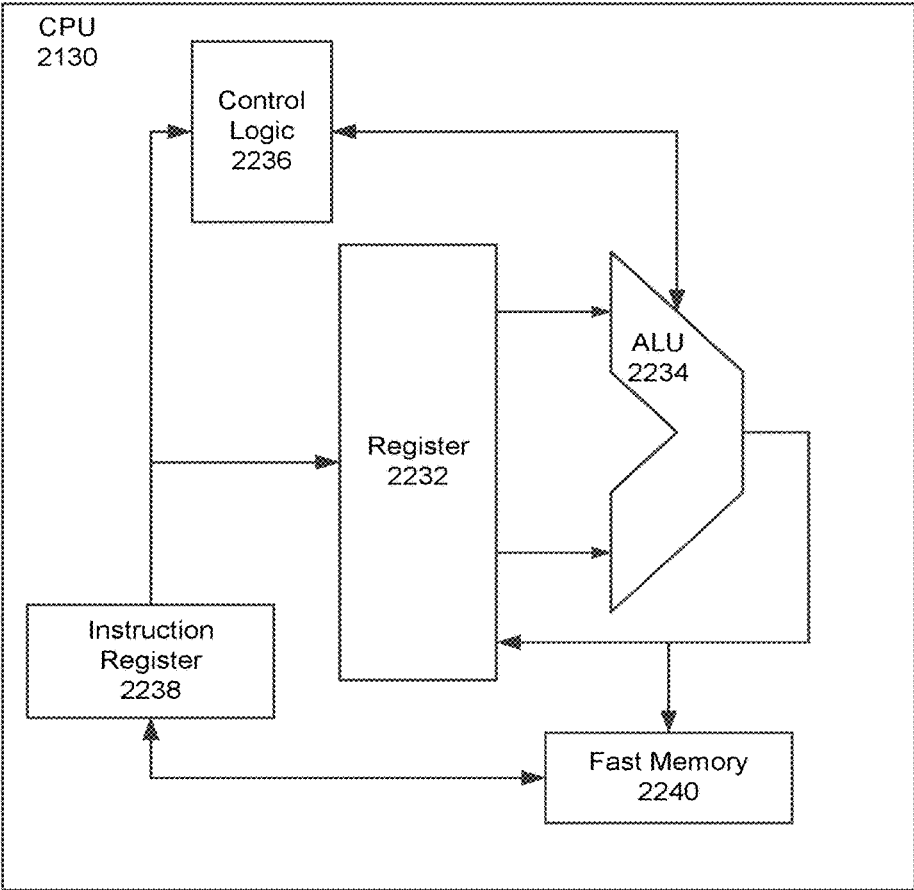 CPU
2130
Control
Logic
2236
ALU
2234
Register
2232
Instruction
Register
2238
Fast Memory
2240